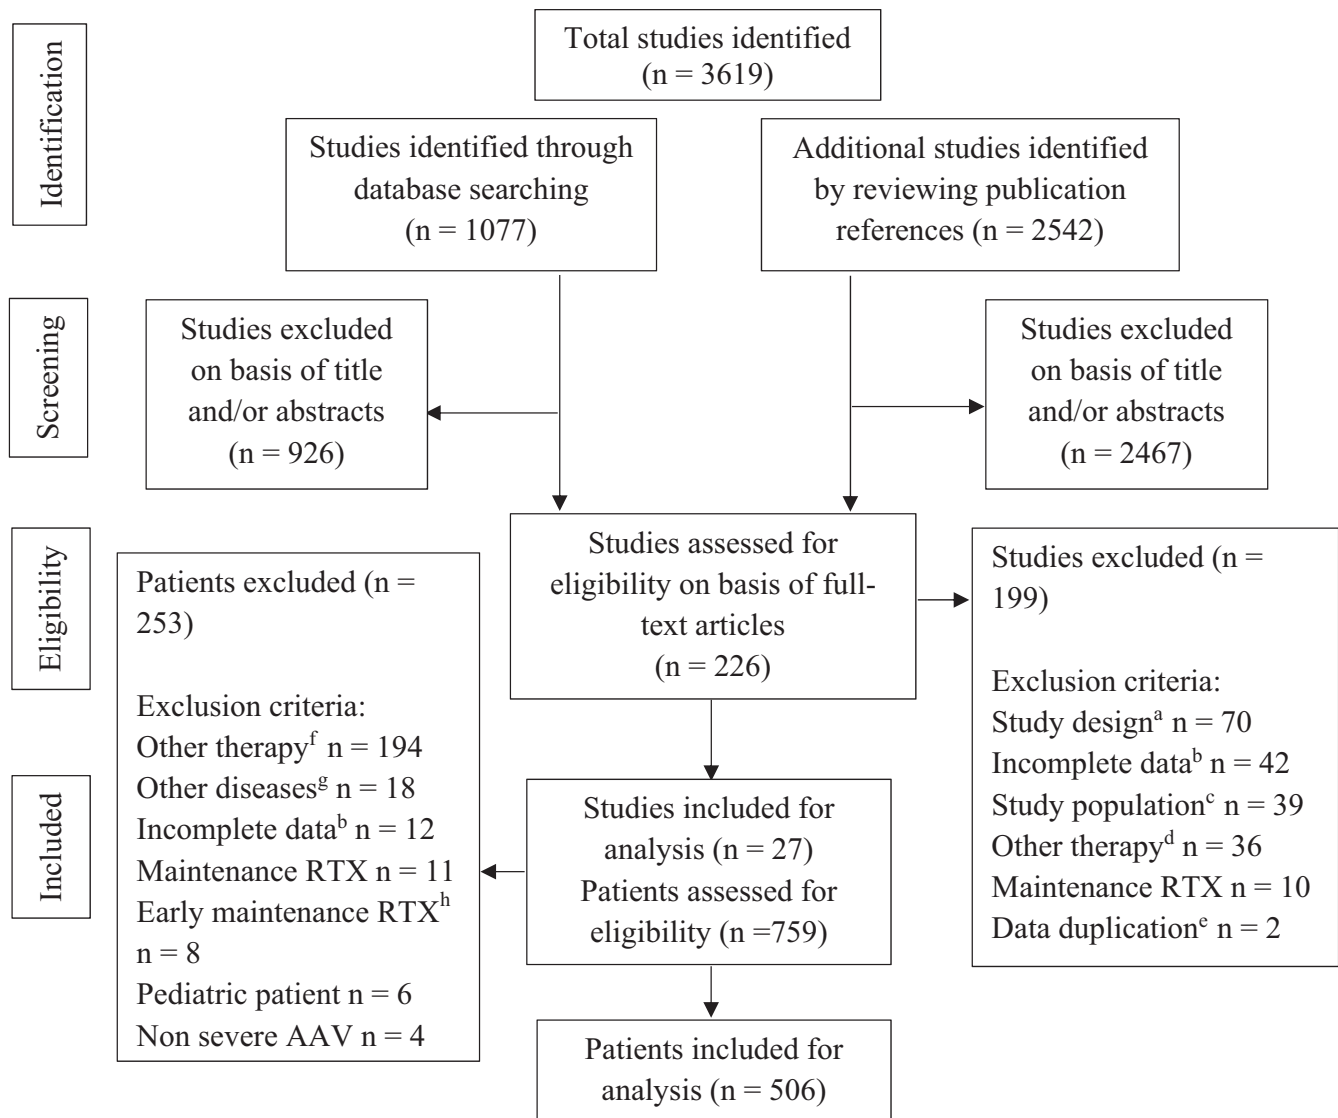 Identification
Total studies identified
(n = 3619)
Studies identified through
database searching
(n = 1077)
Additional studies identified
by reviewing publication
references (n = 2542)
Screening
Studies excluded
on basis of title
and/or abstracts
(n = 926)
Studies excluded
on basis of title
and/or abstracts
(n = 2467)
Eligibility
Patients excluded (n =
253)
Exclusion criteria:
Other therapyᶠ n = 194
Other diseasesᵍ n = 18
Incomplete dataᵇ n = 12
Maintenance RTX n = 11
Early maintenance RTXʰ
n = 8
Pediatric patient n = 6
Non severe AAV n = 4
Studies assessed for
eligibility on basis of full-
text articles
(n = 226)
Studies excluded (n =
199)
Exclusion criteria:
Study designᵃ n = 70
Incomplete dataᵇ n = 42
Study populationᶜ n = 39
Other therapyᵈ n = 36
Maintenance RTX n = 10
Data duplicationᵉ n = 2
Included
Studies included for
analysis (n = 27)
Patients assessed for
eligibility (n =759)
Patients included for
analysis (n = 506)